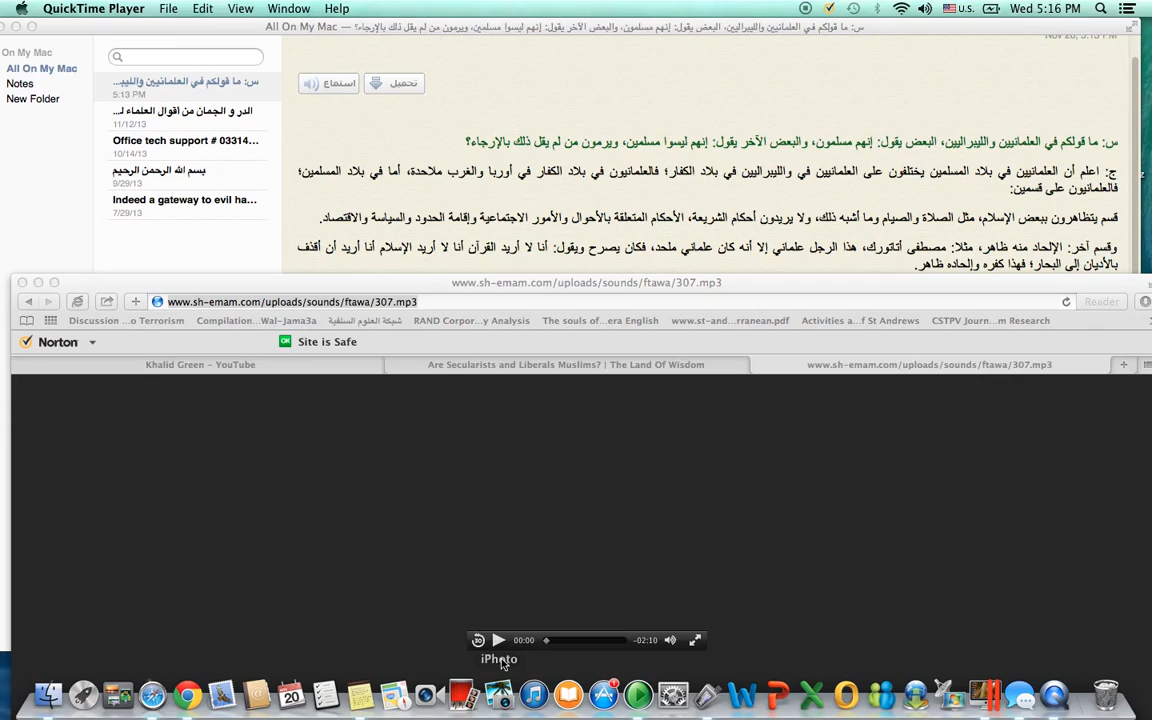 QuickTime Player File Edit View Window Help U.S. Wed 5:16 PM
All On My Mac — س: ما قولكم في العلمانيين والليبراليين، البعض يقول: إنهم مسلمون، والبعض الآخر يقول: إنهم ليسوا مسلمين، ويرمون من لم يقل ذلك بالإرجاء؟
On My Mac
All On My Mac
Notes
New Folder
س: ما قولكم في العلمانيين والليبـ...
5:13 PM
الدر و الجمان من أقوال العلماء لـ...
11/12/13
Office tech support # 03314...
10/14/13
بسم الله الرحمن الرحيم
9/29/13
Indeed a gateway to evil ha...
7/29/13
استماع تحميل
س: ما قولكم في العلمانيين والليبراليين، البعض يقول: إنهم مسلمون، والبعض الآخر يقول: إنهم ليسوا مسلمين، ويرمون من لم يقل ذلك بالإرجاء؟
ج: اعلم أن العلمانيين في بلاد المسلمين يختلفون على العلمانيين في والليبراليين في بلاد الكفار؛ فالعلمانيون في بلاد الكفار في أوربا والغرب ملاحدة، أما في بلاد المسلمين؛
فالعلمانيون على قسمين:
قسم يتظاهرون ببعض الإسلام، مثل الصلاة والصيام وما أشبه ذلك، ولا يريدون أحكام الشريعة، الأحكام المتعلقة بالأحوال والأمور الاجتماعية وإقامة الحدود والسياسة والاقتصاد.
وقسم آخر: الإلحاد منه ظاهر، مثلا: مصطفى أتاتورك، هذا الرجل علماني إلا أنه كان علماني ملحد، فكان يصرح ويقول: أنا لا أريد القرآن أنا لا أريد الإسلام أنا أريد أن أقذف
بالأديان إلى البحار؛ فهذا كفره وإلحاده ظاهر.
www.sh-emam.com/uploads/sounds/ftawa/307.mp3
www.sh-emam.com/uploads/sounds/ftawa/307.mp3 Reader
Discussion ...o Terrorism Compilation...Wal-Jama3a شبكة العلوم السلفية RAND Corpor...y Analysis The souls of...era English www.st-and...rranean.pdf Activities a...f St Andrews CSTPV Journ...m Research
Norton OK Site is Safe
Khalid Green – YouTube Are Secularists and Liberals Muslims? | The Land Of Wisdom www.sh-emam.com/uploads/sounds/ftawa/307.mp3
30 00:00 -02:10
iPhoto
20